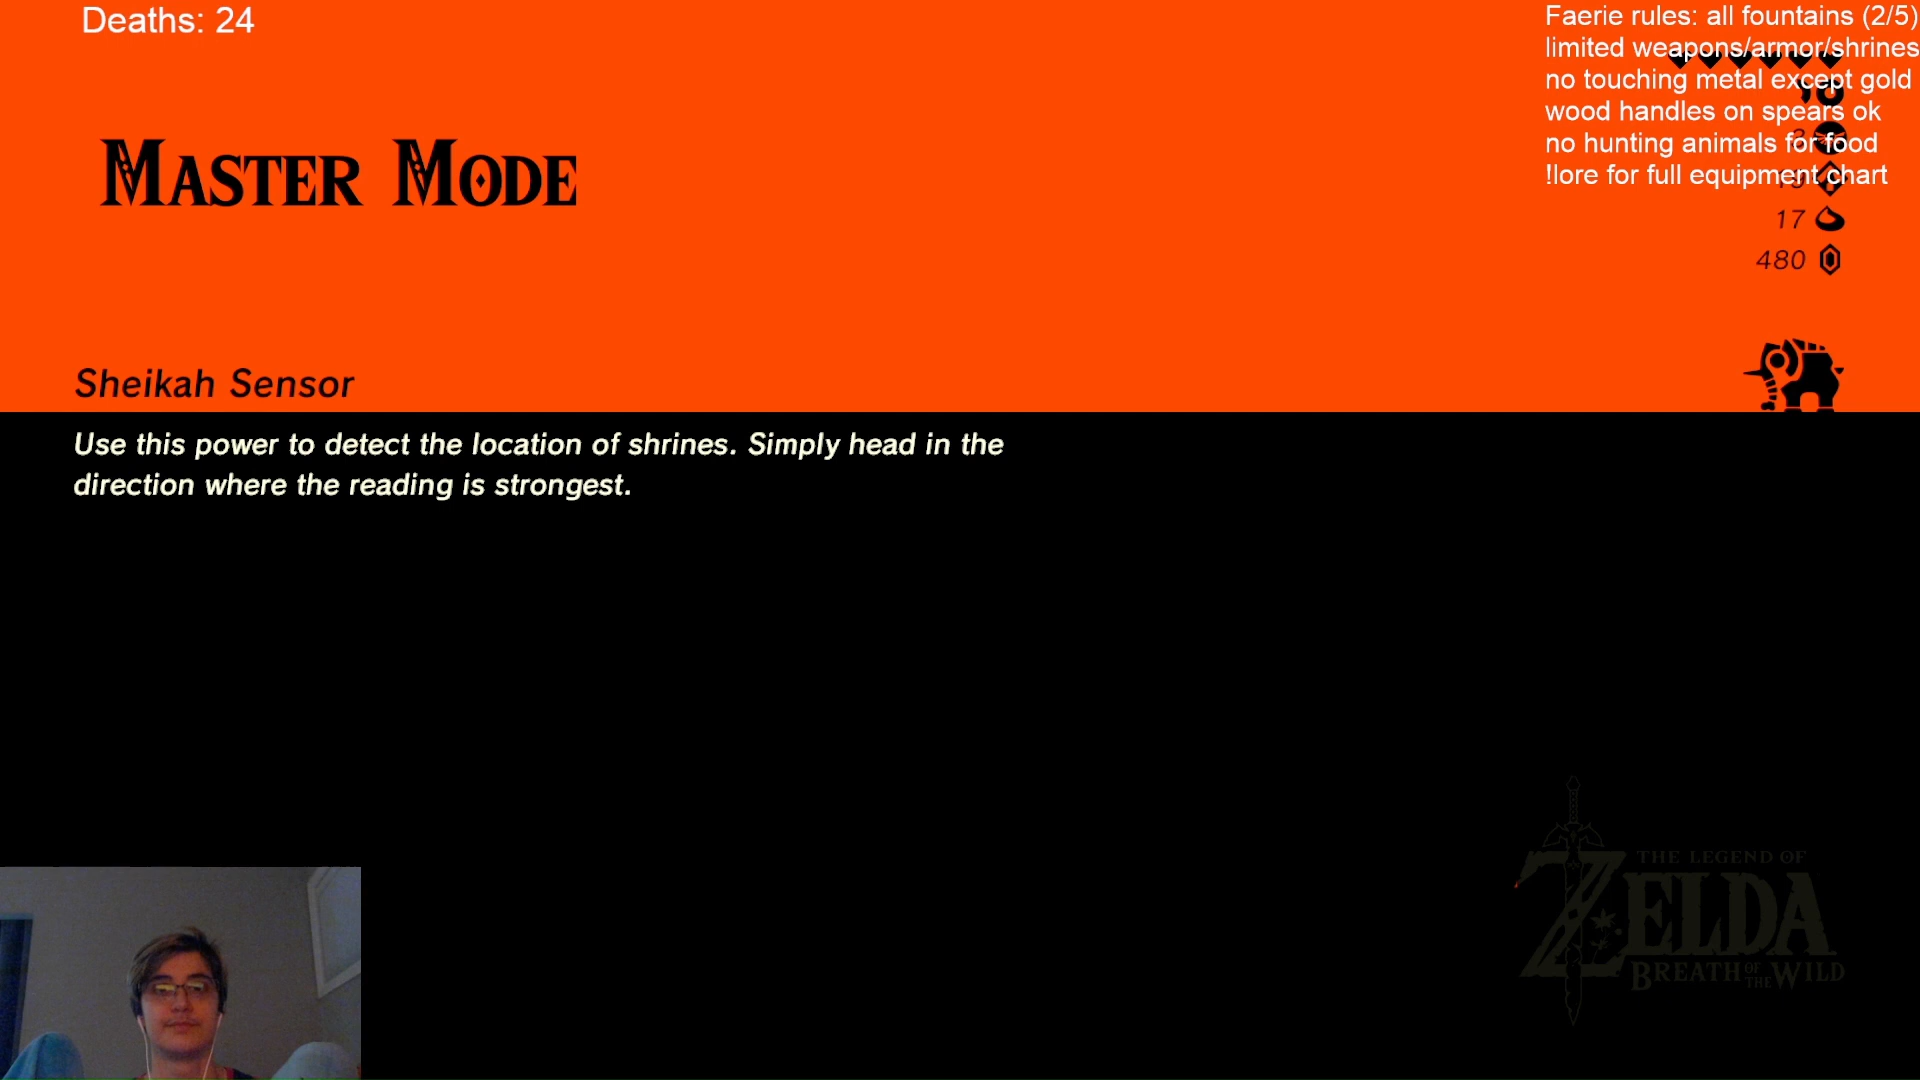 Deaths: 24
Faerie rules: all fountains (2/5)
limited weapons/armor/shrines
no touching metal except gold
wood handles on spears ok
no hunting animals for food
!lore for full equipment chart
MASTER MODE
17
480
Sheikah Sensor
Use this power to detect the location of shrines. Simply head in the
direction where the reading is strongest.
THE LEGEND OF
ZELDA
BREATH OF THE WILD